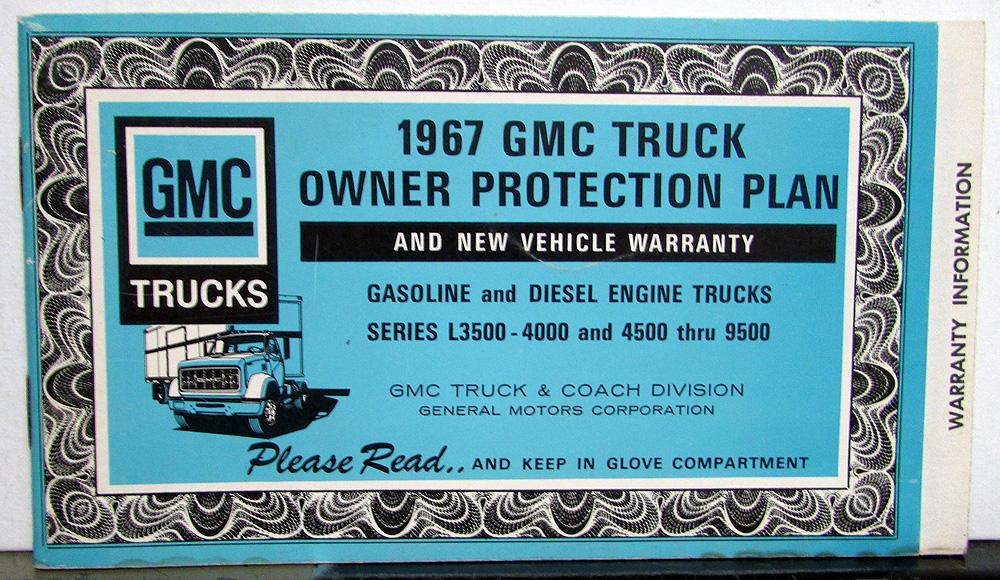 GMC
TRUCKS
1967 GMC TRUCK
OWNER PROTECTION PLAN
AND NEW VEHICLE WARRANTY
GASOLINE and DIESEL ENGINE TRUCKS
SERIES L3500-4000 and 4500 thru 9500
GMC TRUCK & COACH DIVISION
GENERAL MOTORS CORPORATION
Please Read.. AND KEEP IN GLOVE COMPARTMENT
WARRANTY INFORMATION